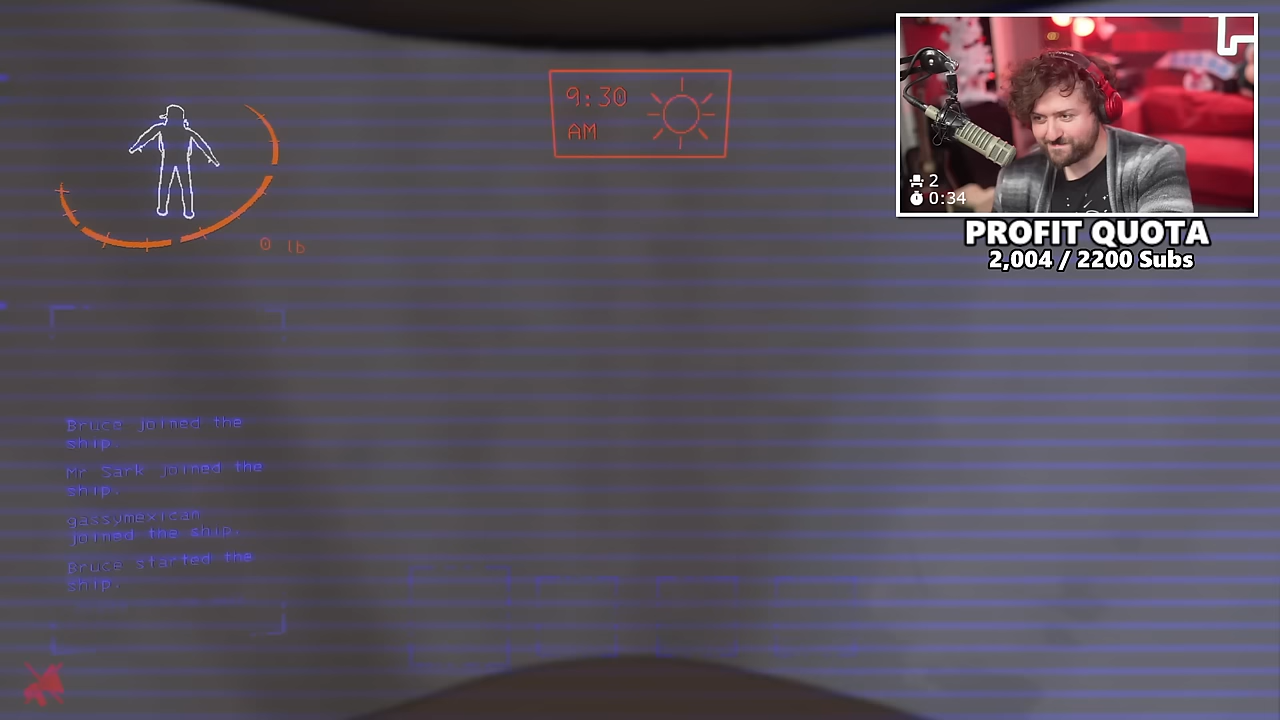 9:30
AM
0 lb
2
0:34
PROFIT QUOTA
2,004 / 2200 Subs
Bruce joined the
ship.
Mr Sark joined the
ship.
gassymexican
joined the ship.
Bruce started the
ship.